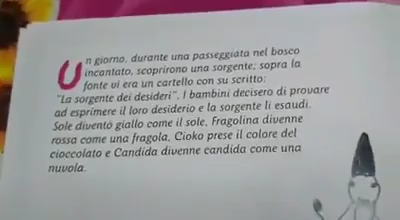 Un giorno, durante una passeggiata nel bosco
incantato, scoprirono una sorgente; sopra la
fonte vi era un cartello con su scritto:
"La sorgente dei desideri". I bambini decisero di provare
ad esprimere il loro desiderio e la sorgente li esaudì.
Sole diventò giallo come il sole, Fragolina divenne
rossa come una fragola, Cioko prese il colore del
cioccolato e Candida divenne candida come una
nuvola.